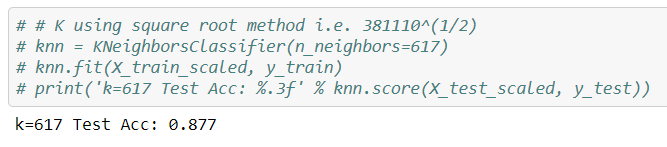 # # K using square root method i.e. 381110^(1/2)
# knn = KNeighborsClassifier(n_neighbors=617)
# knn.fit(X_train_scaled, y_train)
# print('k=617 Test Acc: %.3f' % knn.score(X_test_scaled, y_test))
k=617 Test Acc: 0.877